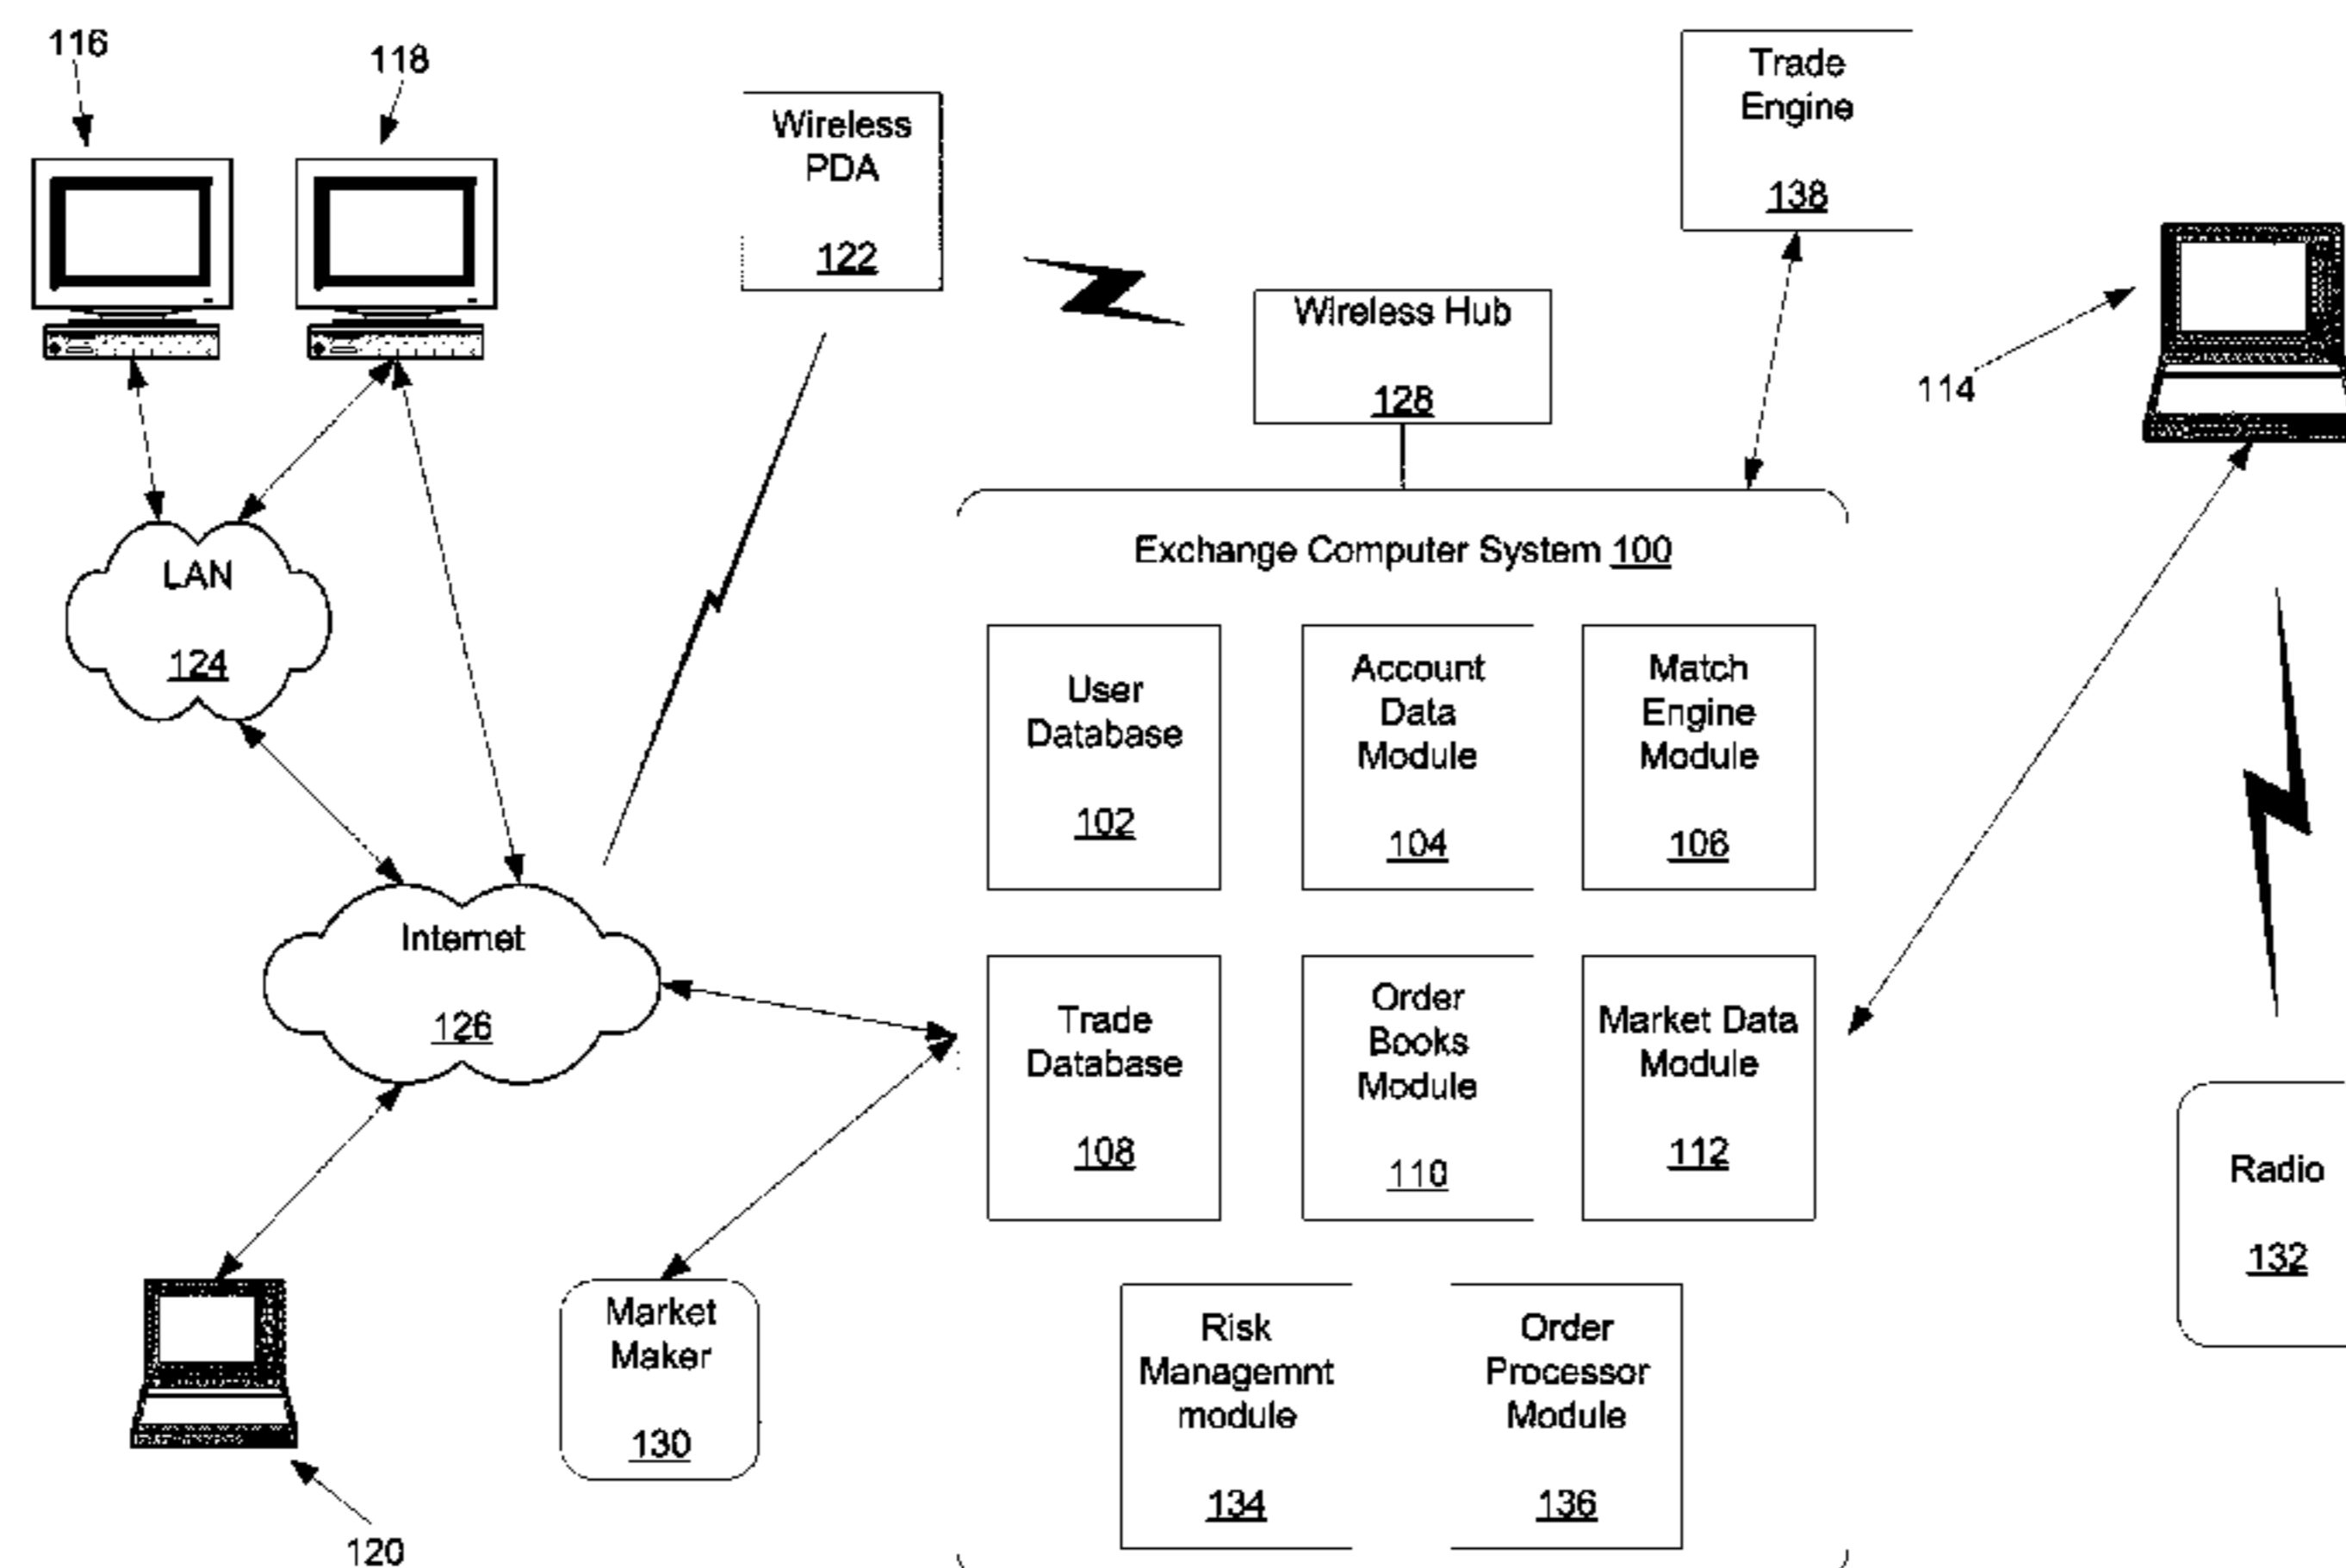 116
118
Wireless
PDA
122
Trade
Engine
138
Wireless Hub
128
114
LAN
124
Exchange Computer System 100
User
Database
102
Account
Data
Module
104
Match
Engine
Module
106
Internet
126
Trade
Database
108
Order
Books
Module
110
Market Data
Module
112
Radio
132
Market
Maker
130
Risk
Managemnt
module
134
Order
Processor
Module
136
120